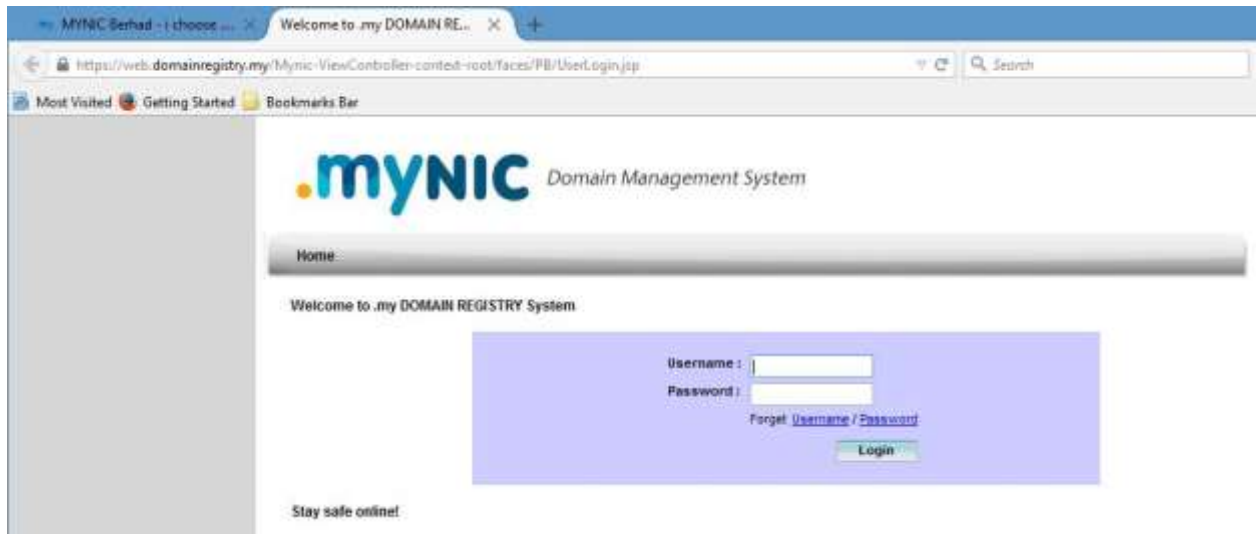 MYNIC Berhad - i choose ...
Welcome to .my DOMAIN RE...
https://web.domainregistry.my/Mynic-ViewController-context-root/faces/PB/UserLogin.jsp
Search
Most Visited Getting Started Bookmarks Bar
.myNIC Domain Management System
Home
Welcome to .my DOMAIN REGISTRY System
Username :
Password :
Forget Username / Password
Login
Stay safe online!